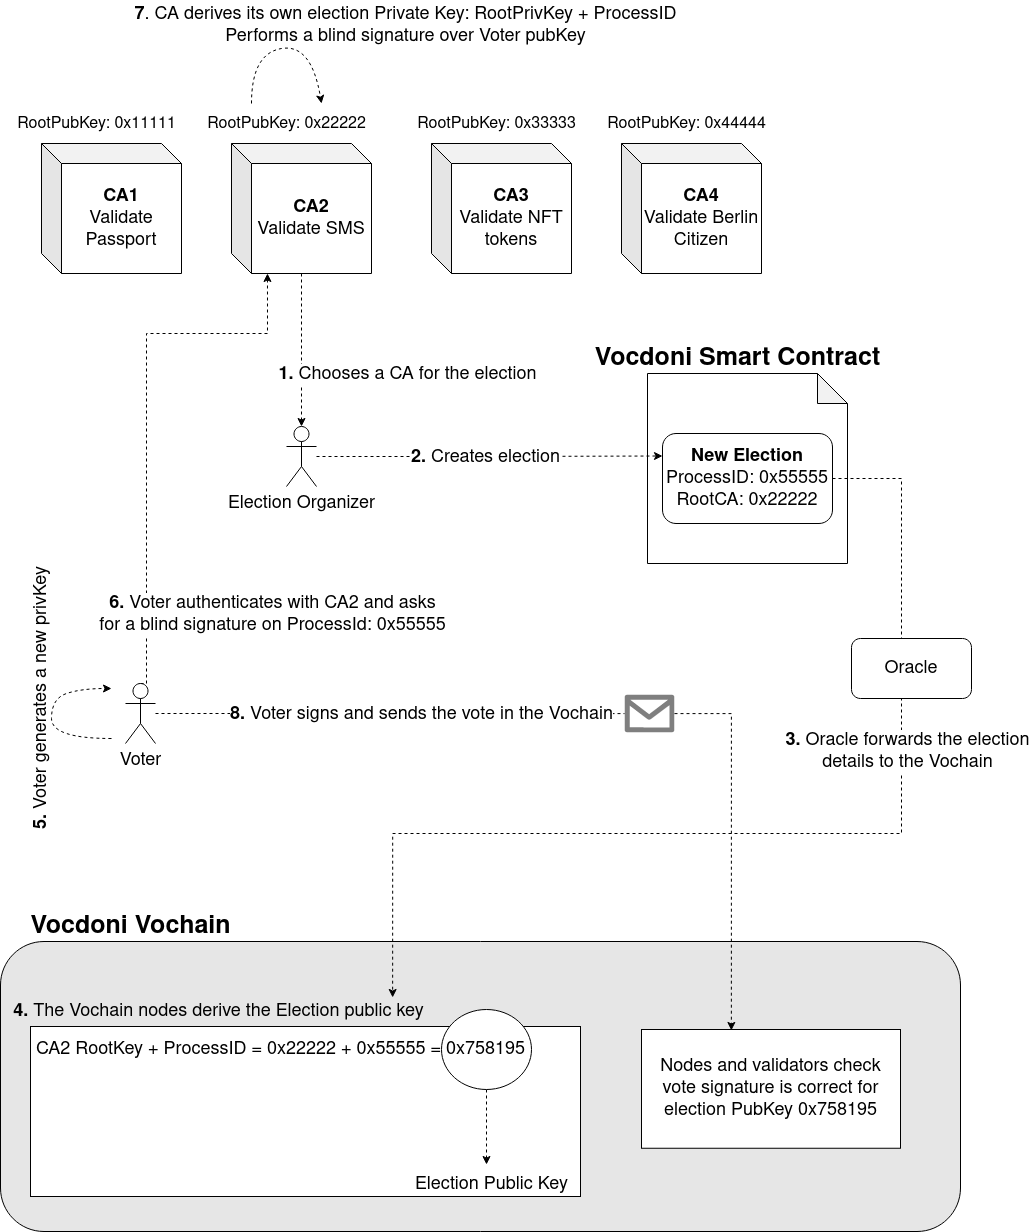 7. CA derives its own election Private Key: RootPrivKey + ProcessID
Performs a blind signature over Voter pubKey
RootPubKey: 0x11111
RootPubKey: 0x22222
RootPubKey: 0x33333
RootPubKey: 0x44444
CA1
Validate
Passport
CA2
Validate SMS
CA3
Validate NFT
tokens
CA4
Validate Berlin
Citizen
1. Chooses a CA for the election
Vocdoni Smart Contract
Election Organizer
2. Creates election
New Election
ProcessID: 0x55555
RootCA: 0x22222
5. Voter generates a new privKey
6. Voter authenticates with CA2 and asks
for a blind signature on ProcessId: 0x55555
Oracle
Voter
8. Voter signs and sends the vote in the Vochain
3. Oracle forwards the election
details to the Vochain
Vocdoni Vochain
4. The Vochain nodes derive the Election public key
CA2 RootKey + ProcessID = 0x22222 + 0x55555 = 0x758195
Election Public Key
Nodes and validators check
vote signature is correct for
election PubKey 0x758195